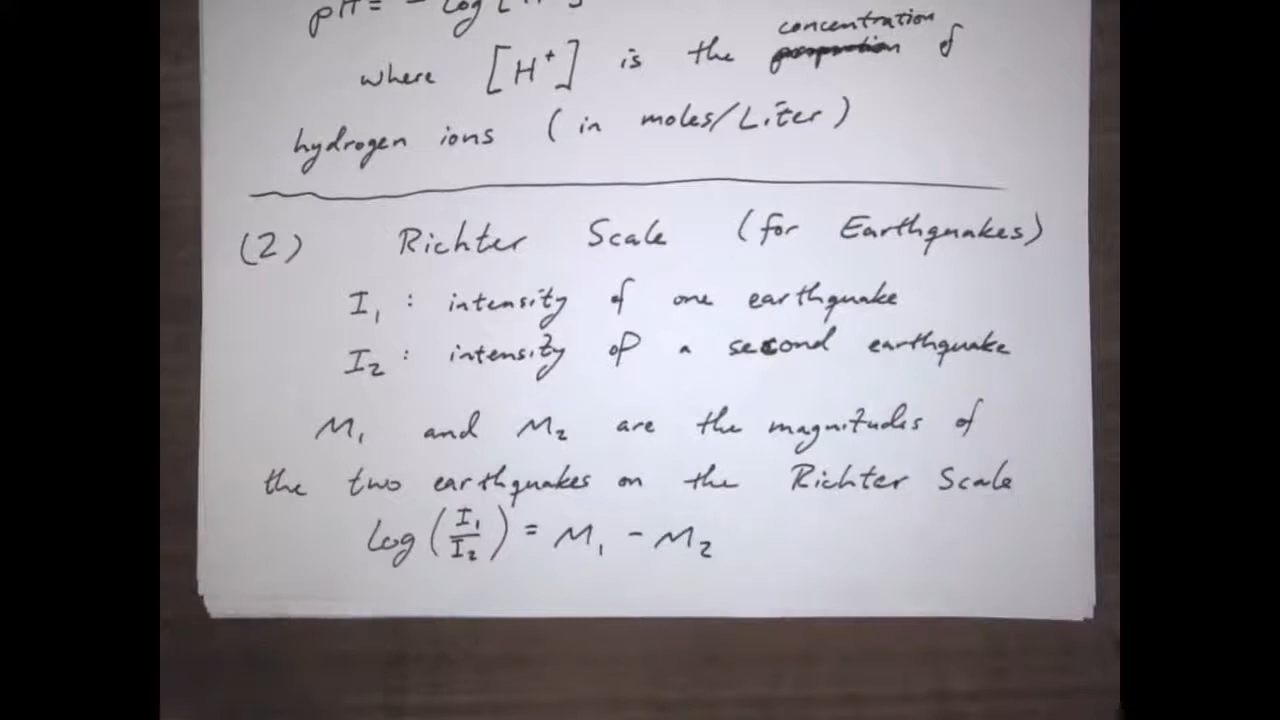 pH = - log [H
where [H⁺] is the concentration of
hydrogen ions (in moles/Liter)
(2) Richter Scale (for Earthquakes)
I₁ : intensity of one earthquake
I₂ : intensity of a second earthquake
M₁ and M₂ are the magnitudes of
the two earthquakes on the Richter Scale
Log (I₁/I₂) = M₁ - M₂